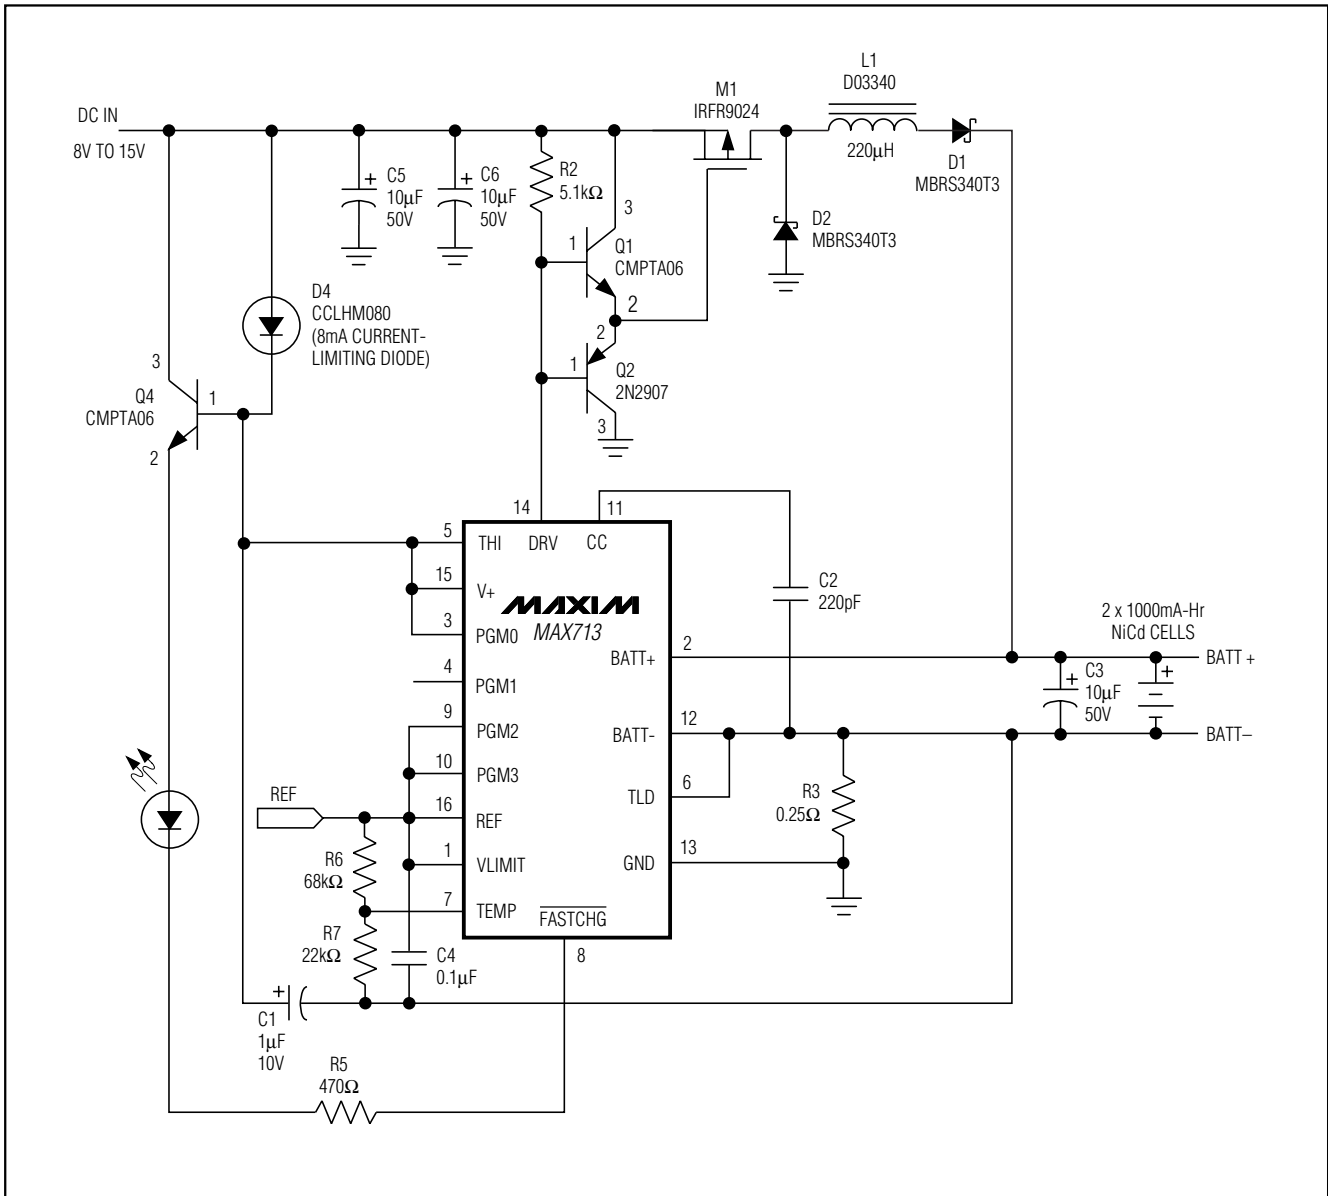 L1
D03340
M1
IRFR9024
DC IN
8V TO 15V
220µH
D1
MBRS340T3
C5
10µF
50V
C6
10µF
50V
R2
5.1kΩ
3
1
Q1
CMPTA06
2
D2
MBRS340T3
D4
CCLHM080
(8mA CURRENT-
LIMITING DIODE)
2
1
Q2
2N2907
3
3
Q4
CMPTA06
1
2
14
11
5
THI
DRV
CC
15
V+
MAXIM
MAX713
3
PGM0
C2
220pF
2 x 1000mA-Hr
NiCd CELLS
4
PGM1
BATT+
2
BATT +
C3
10µF
50V
9
PGM2
BATT-
12
BATT–
10
PGM3
TLD
6
R3
0.25Ω
REF
16
REF
1
VLIMIT
GND
13
R6
68kΩ
7
TEMP
FASTCHG
8
R7
22kΩ
C4
0.1µF
C1
1µF
10V
R5
470Ω